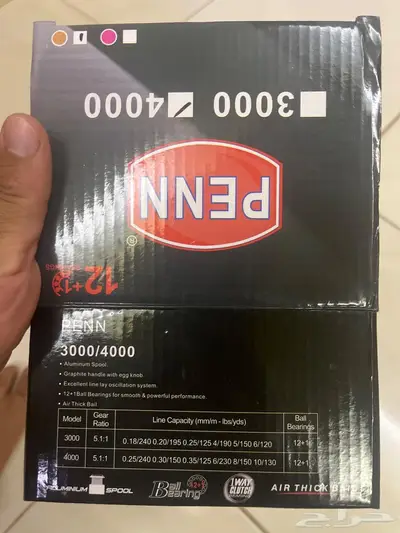 3000 4000
PENN
®
12+1
PENN
3000/4000
• Aluminum Spool.
• Graphite handle with egg knob.
• Excellent line lay oscillation system.
• 12+1Ball Bearings for smooth & powerful performance.
• Air Thick Bail
Model Gear Ratio Line Capacity (mm/m - lbs/yds) Ball Bearings
3000 5.1:1 0.18/240 0.20/195 0.25/125 4/190 5/150 6/120 12+1
4000 5.1:1 0.25/240 0.30/150 0.35/125 6/230 8/150 10/130 12+1
ALUMINIUM SPOOL Ball Bearing 12+1 1WAY CLUTCH AIR THICK BAIL
حراج